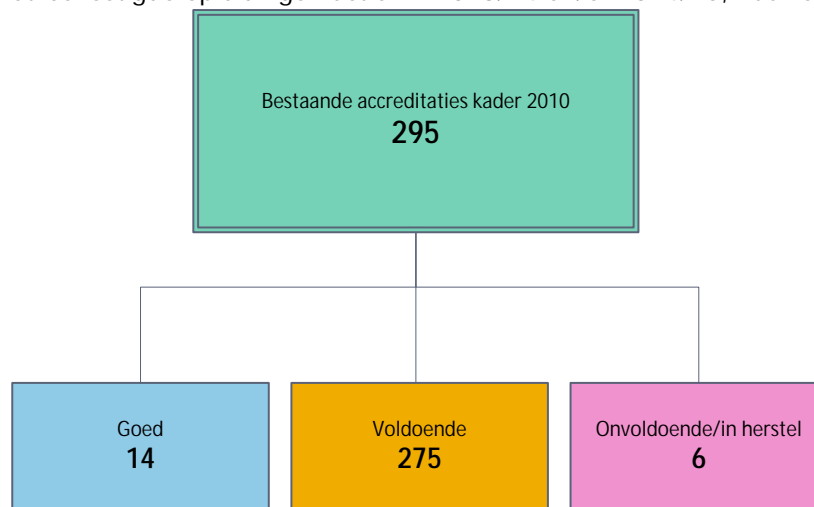 Bestaande accreditaties kader 2010
295
Goed
14
Voldoende
275
Onvoldoende/in herstel
6